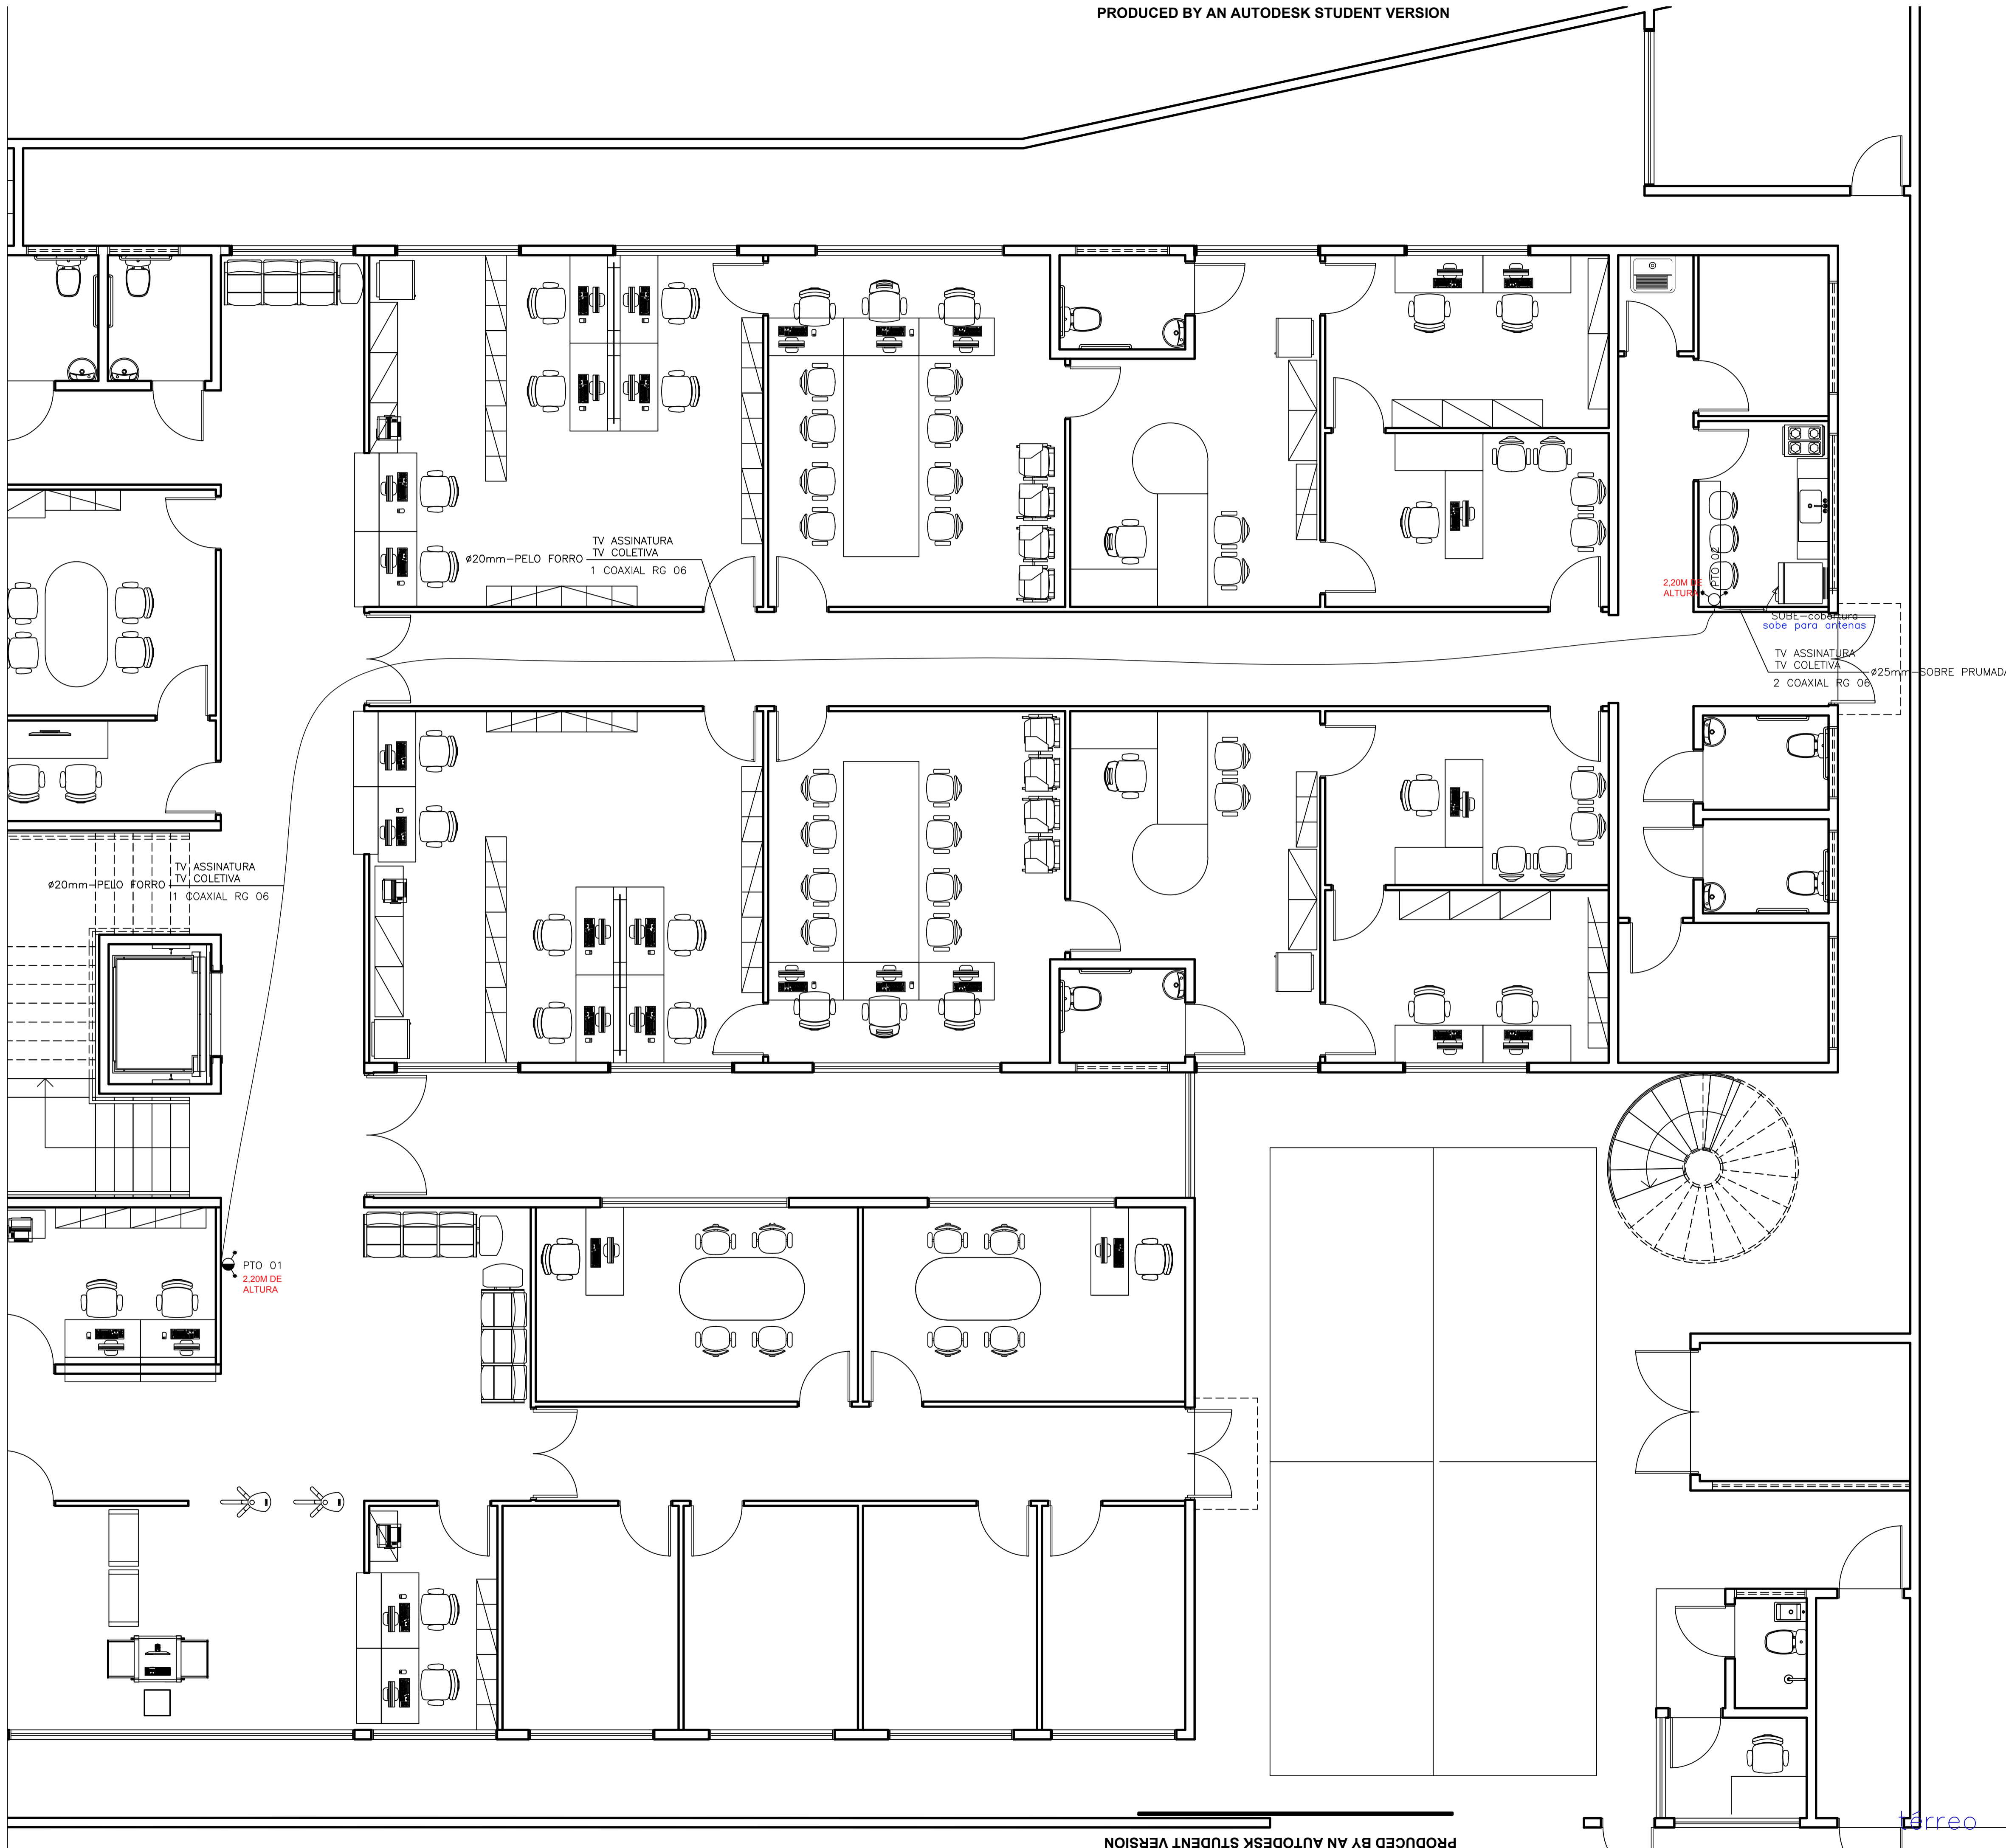 PRODUCED BY AN AUTODESK STUDENT VERSION
TV ASSINATURA
TV COLETIVA
ø20mm-PELO FORRO
1 COAXIAL RG 06
PTO 02
2,20M DE
ALTURA
SOBE-cobertura
sobe para antenas
TV ASSINATURA
TV COLETIVA
ø25mm-SOBRE PRUMADA
2 COAXIAL RG 06
TV ASSINATURA
TV COLETIVA
ø20mm-PELO FORRO
1 COAXIAL RG 06
PTO 01
2,20M DE
ALTURA
térreo
PRODUCED BY AN AUTODESK STUDENT VERSION